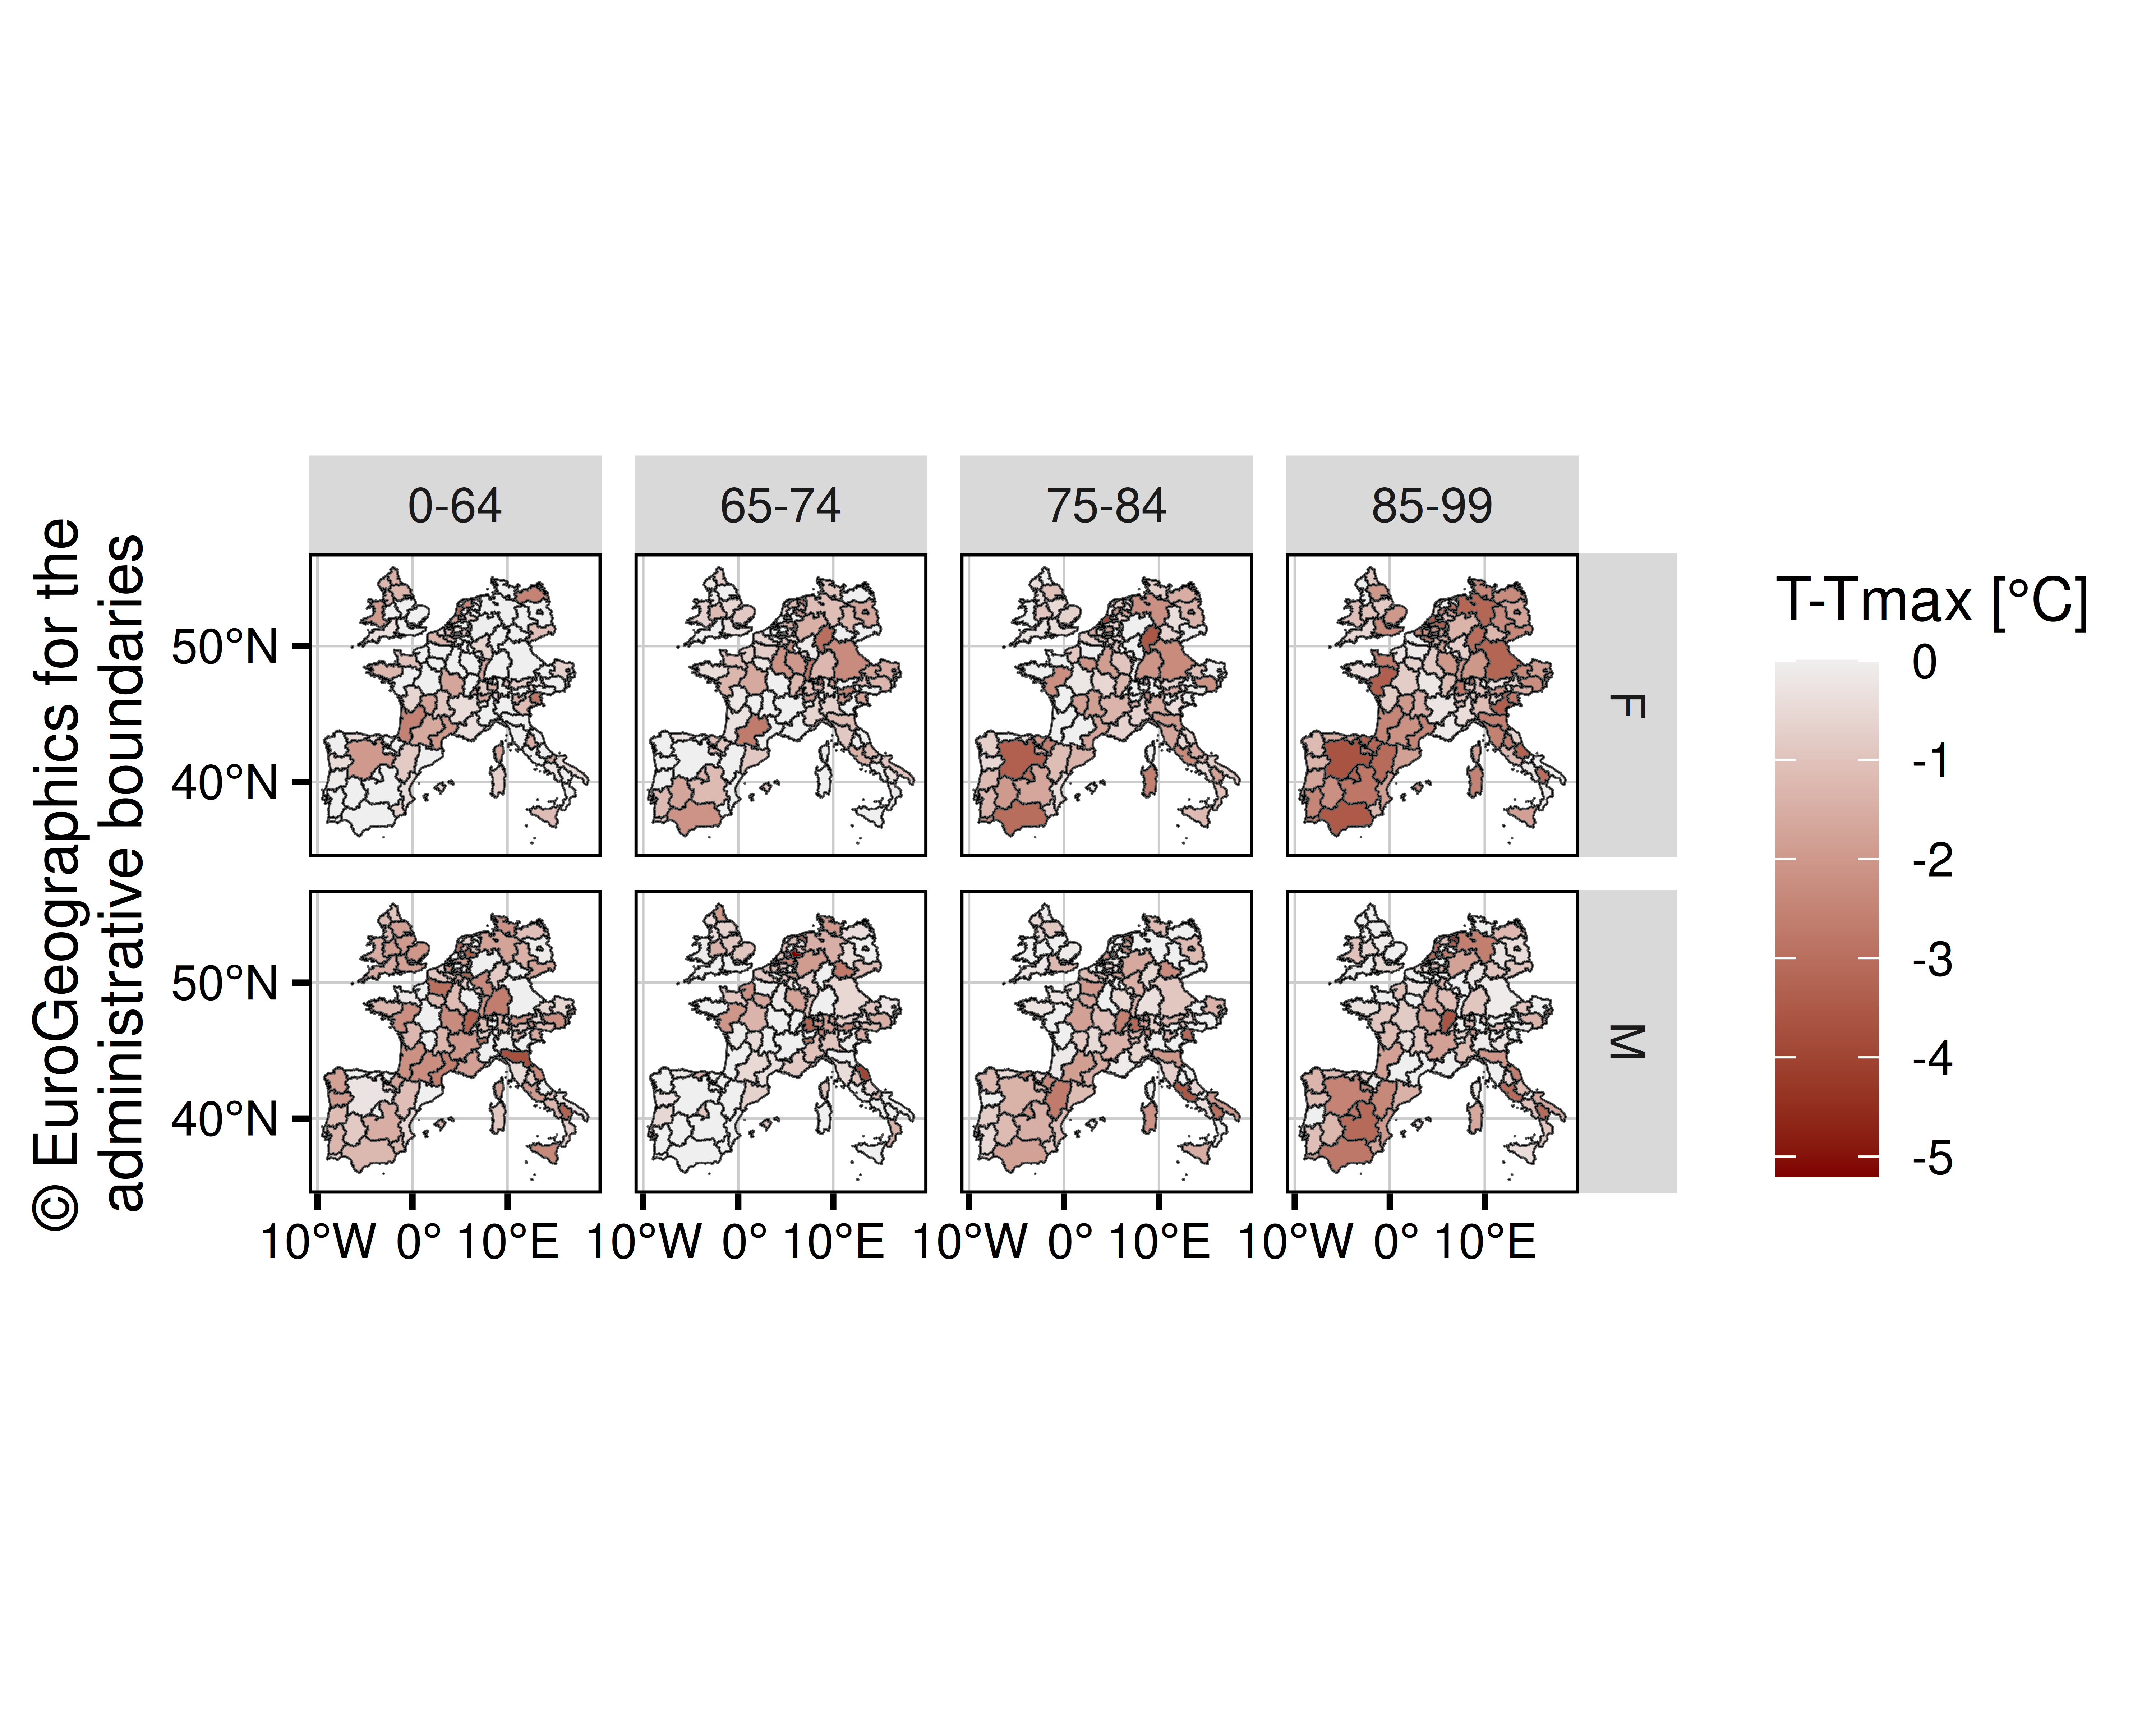 © EuroGeographics for the
administrative boundaries
0-64
65-74
75-84
85-99
F
M
50°N
40°N
50°N
40°N
10°W 0° 10°E
10°W 0° 10°E
10°W 0° 10°E
10°W 0° 10°E
T-Tmax [°C]
0
-1
-2
-3
-4
-5